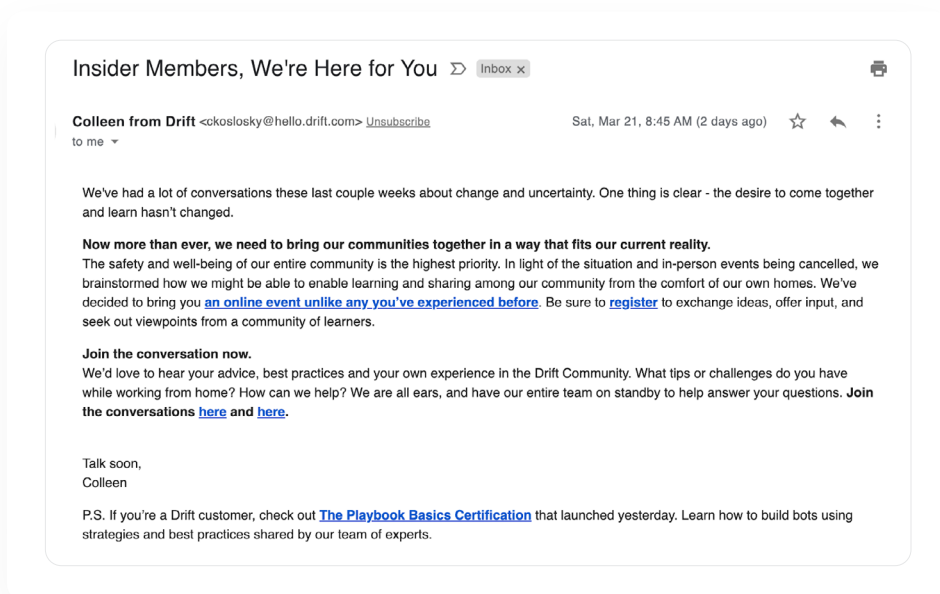 Insider Members, We're Here for You Inbox x
Colleen from Drift <ckoslosky@hello.drift.com> Unsubscribe Sat, Mar 21, 8:45 AM (2 days ago)
to me
We've had a lot of conversations these last couple weeks about change and uncertainty. One thing is clear - the desire to come together
and learn hasn't changed.
Now more than ever, we need to bring our communities together in a way that fits our current reality.
The safety and well-being of our entire community is the highest priority. In light of the situation and in-person events being cancelled, we
brainstormed how we might be able to enable learning and sharing among our community from the comfort of our own homes. We've
decided to bring you an online event unlike any you've experienced before. Be sure to register to exchange ideas, offer input, and
seek out viewpoints from a community of learners.
Join the conversation now.
We'd love to hear your advice, best practices and your own experience in the Drift Community. What tips or challenges do you have
while working from home? How can we help? We are all ears, and have our entire team on standby to help answer your questions. Join
the conversations here and here.
Talk soon,
Colleen
P.S. If you're a Drift customer, check out The Playbook Basics Certification that launched yesterday. Learn how to build bots using
strategies and best practices shared by our team of experts.